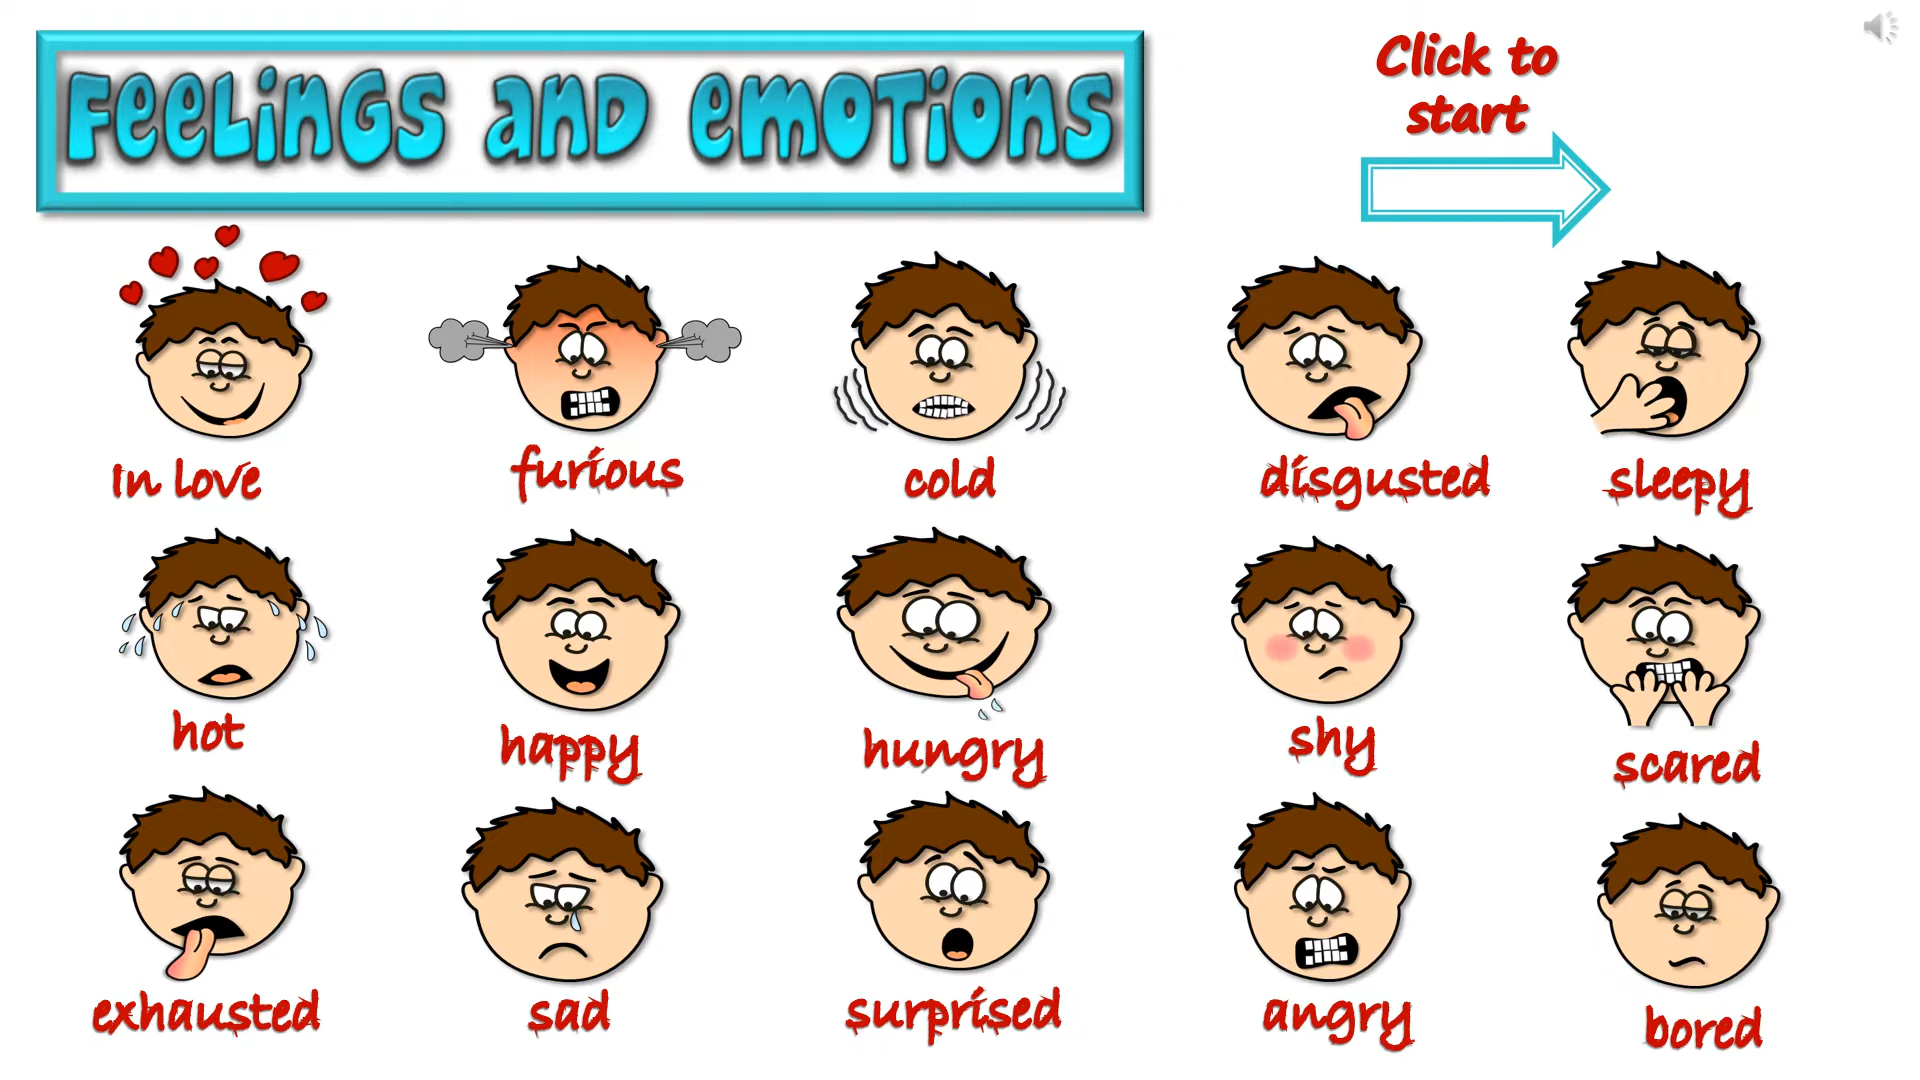 Feelings and emotions
Click to
start
In love
furious
cold
disgusted
sleepy
hot
happy
hungry
shy
scared
exhausted
sad
surprised
angry
bored